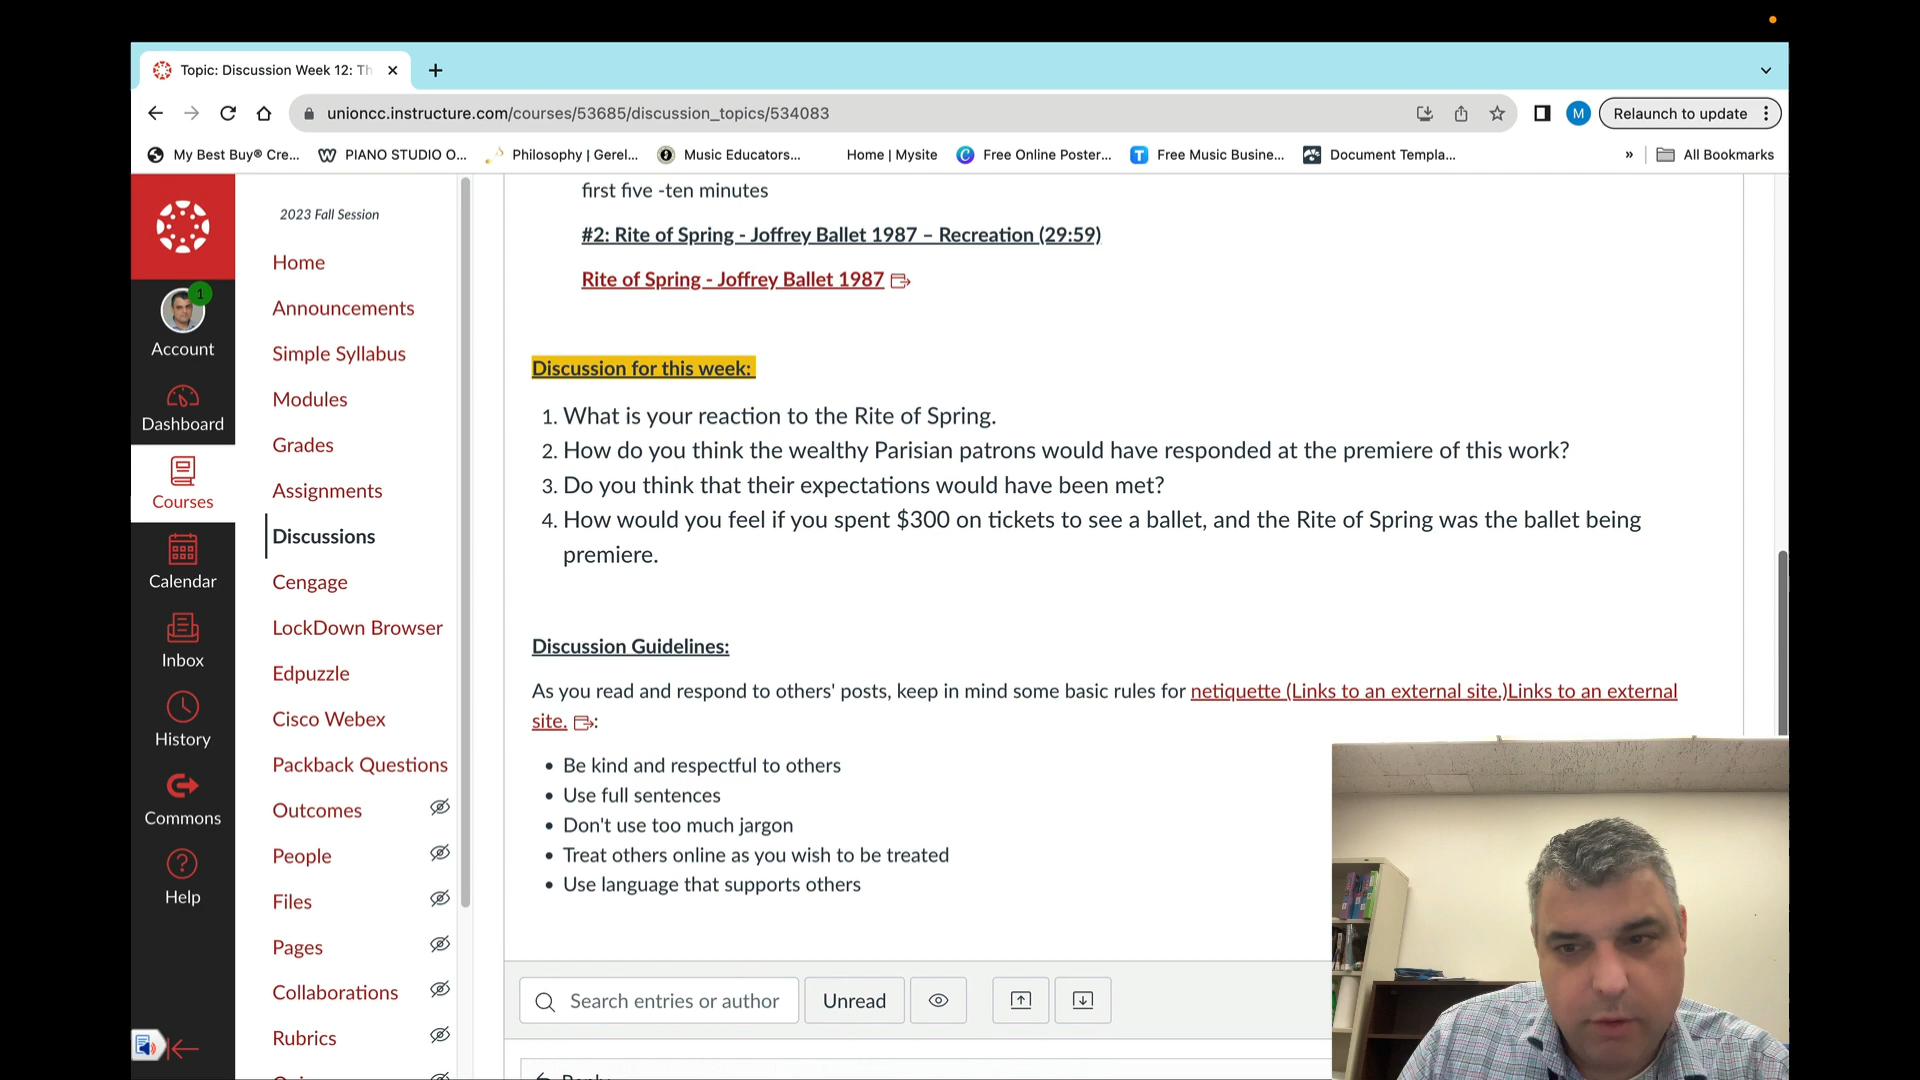 Topic: Discussion Week 12: Th
unioncc.instructure.com/courses/53685/discussion_topics/534083
M
Relaunch to update
My Best Buy® Cre...
PIANO STUDIO O...
Philosophy | Gerel...
Music Educators...
Home | Mysite
Free Online Poster...
Free Music Busine...
Document Templa...
»
All Bookmarks
1
Account
Dashboard
Courses
Calendar
Inbox
History
Commons
Help
2023 Fall Session
Home
Announcements
Simple Syllabus
Modules
Grades
Assignments
Discussions
Cengage
LockDown Browser
Edpuzzle
Cisco Webex
Packback Questions
Outcomes
People
Files
Pages
Collaborations
Rubrics
first five -ten minutes
#2: Rite of Spring - Joffrey Ballet 1987 – Recreation (29:59)
Rite of Spring - Joffrey Ballet 1987
Discussion for this week:
1. What is your reaction to the Rite of Spring.
2. How do you think the wealthy Parisian patrons would have responded at the premiere of this work?
3. Do you think that their expectations would have been met?
4. How would you feel if you spent $300 on tickets to see a ballet, and the Rite of Spring was the ballet being
premiere.
Discussion Guidelines:
As you read and respond to others' posts, keep in mind some basic rules for netiquette (Links to an external site.)Links to an external
site. :
• Be kind and respectful to others
• Use full sentences
• Don't use too much jargon
• Treat others online as you wish to be treated
• Use language that supports others
Search entries or author
Unread